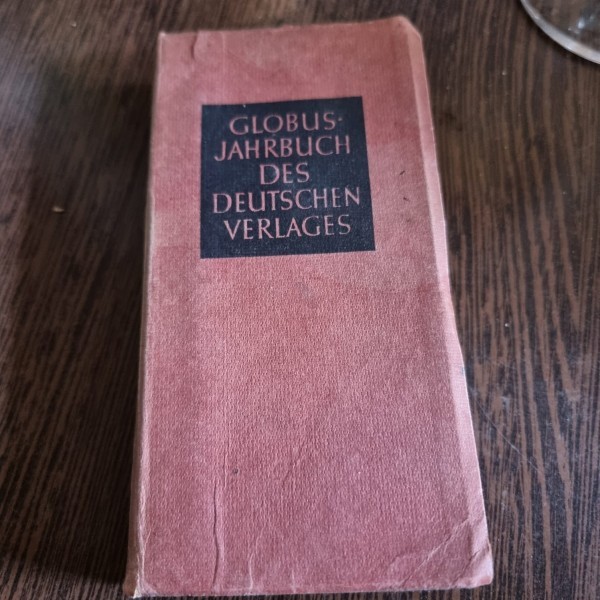 GLOBUS-
JAHRBUCH
DES
DEUTSCHEN
VERLAGES